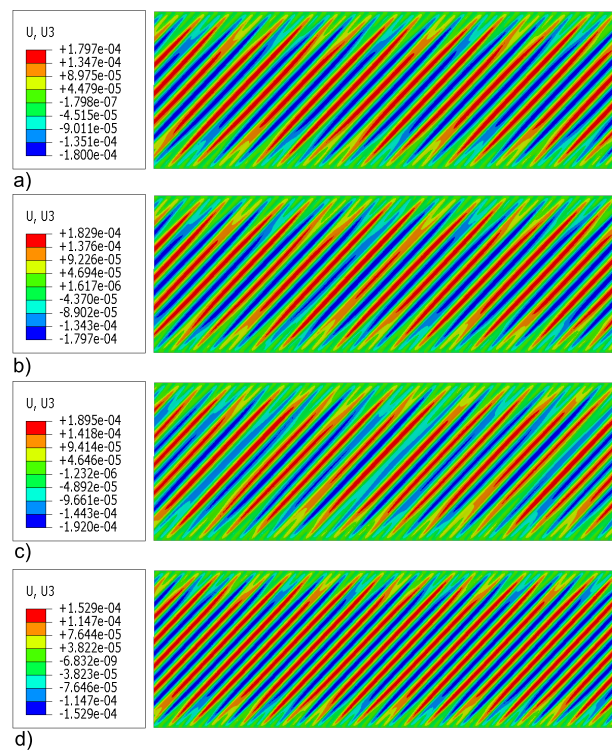 U, U3
+1.797e-04
+1.347e-04
+8.975e-05
+4.479e-05
-1.798e-07
-4.515e-05
-9.011e-05
-1.351e-04
-1.800e-04
a)
U, U3
+1.829e-04
+1.376e-04
+9.226e-05
+4.694e-05
+1.617e-06
-4.370e-05
-8.902e-05
-1.343e-04
-1.797e-04
b)
U, U3
+1.895e-04
+1.418e-04
+9.414e-05
+4.646e-05
-1.232e-06
-4.892e-05
-9.661e-05
-1.443e-04
-1.920e-04
c)
U, U3
+1.529e-04
+1.147e-04
+7.644e-05
+3.822e-05
-6.832e-09
-3.823e-05
-7.646e-05
-1.147e-04
-1.529e-04
d)